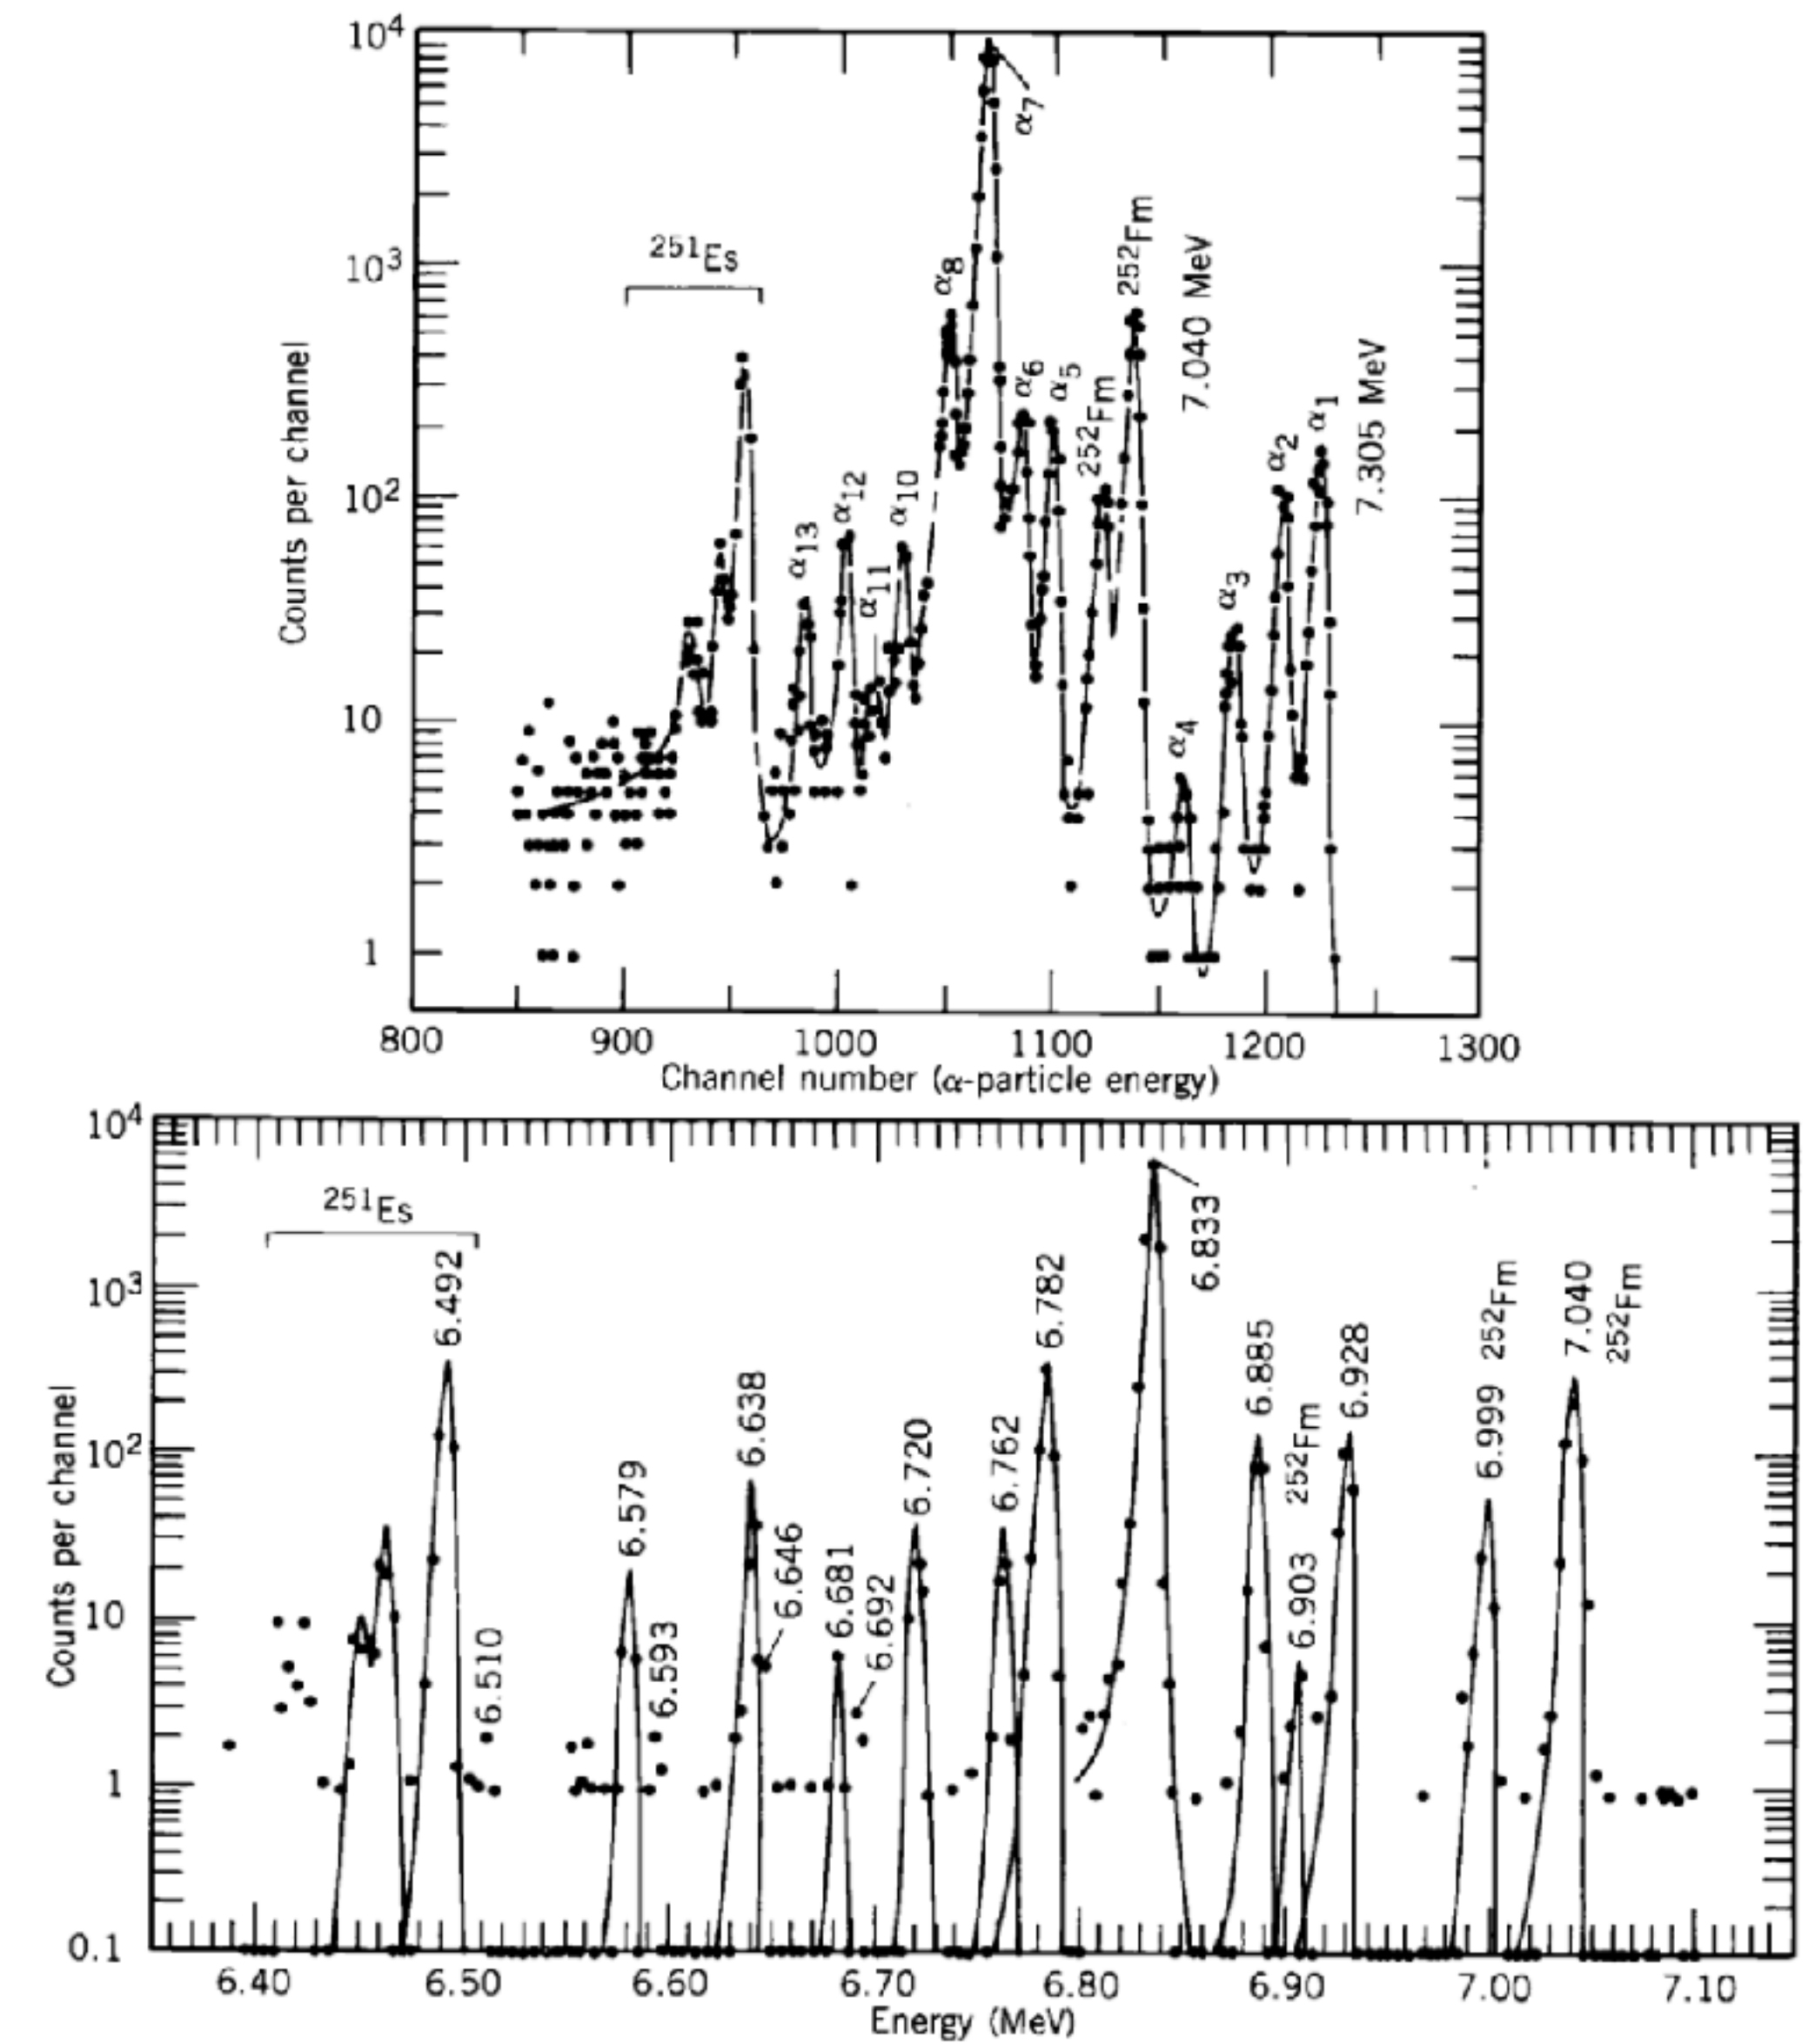 10⁴
10³
10²
10
1
Counts per channel
²⁵¹Es
α₁₃
α₁₂
α₁₁
α₁₀
α₈
α₇
α₆
α₅
²⁵²Fm
²⁵²Fm
7.040 MeV
α₄
α₃
α₂
α₁
7.305 MeV
800 900 1000 1100 1200 1300
Channel number (α-particle energy)
10⁴
10³
10²
10
1
0.1
Counts per channel
²⁵¹Es
6.492
6.510
6.579
6.593
6.638
6.646
6.681
6.692
6.720
6.762
6.782
6.833
6.885
6.903 ²⁵²Fm
6.928
6.999 ²⁵²Fm
7.040
²⁵²Fm
6.40 6.50 6.60 6.70 6.80 6.90 7.00 7.10
Energy (MeV)